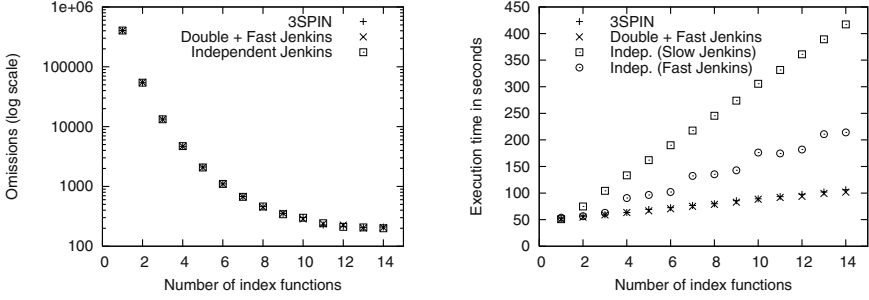 1e+06
100000
10000
1000
100
0 2 4 6 8 10 12 14
Omissions (log scale)
Number of index functions
3SPIN
Double + Fast Jenkins
Independent Jenkins
450
400
350
300
250
200
150
100
50
0
0 2 4 6 8 10 12 14
Execution time in seconds
Number of index functions
3SPIN
Double + Fast Jenkins
Indep. (Slow Jenkins)
Indep. (Fast Jenkins)